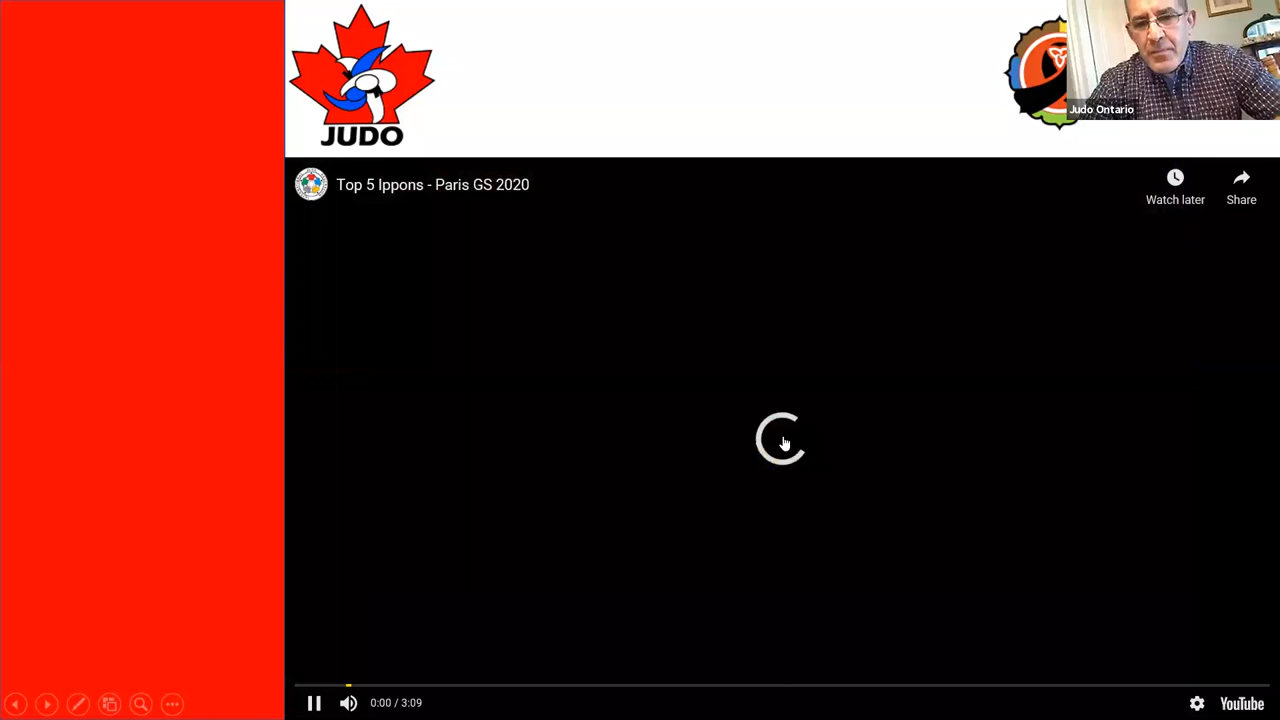 JUDO
Judo Ontario
Top 5 Ippons - Paris GS 2020
Watch later
Share
0:00 / 3:09
YouTube